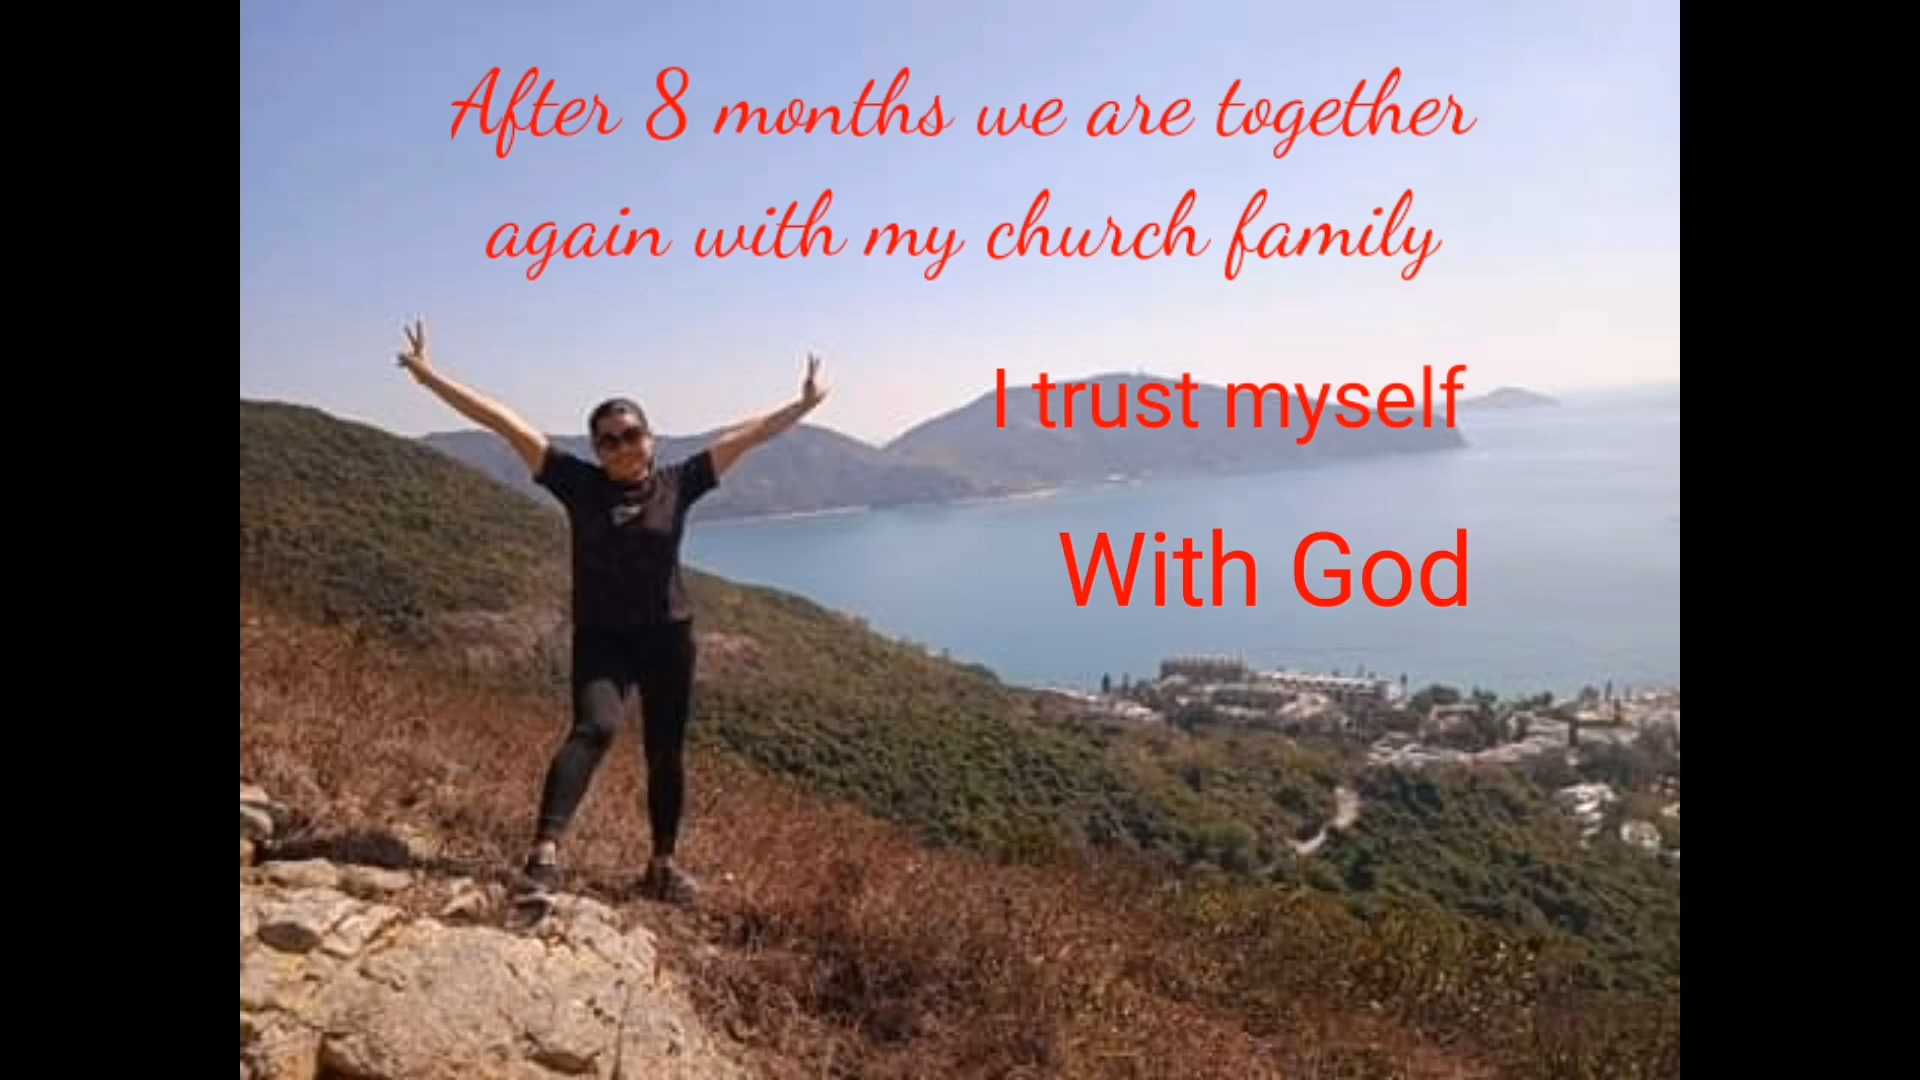 After 8 months we are together
again with my church family
I trust myself
With God